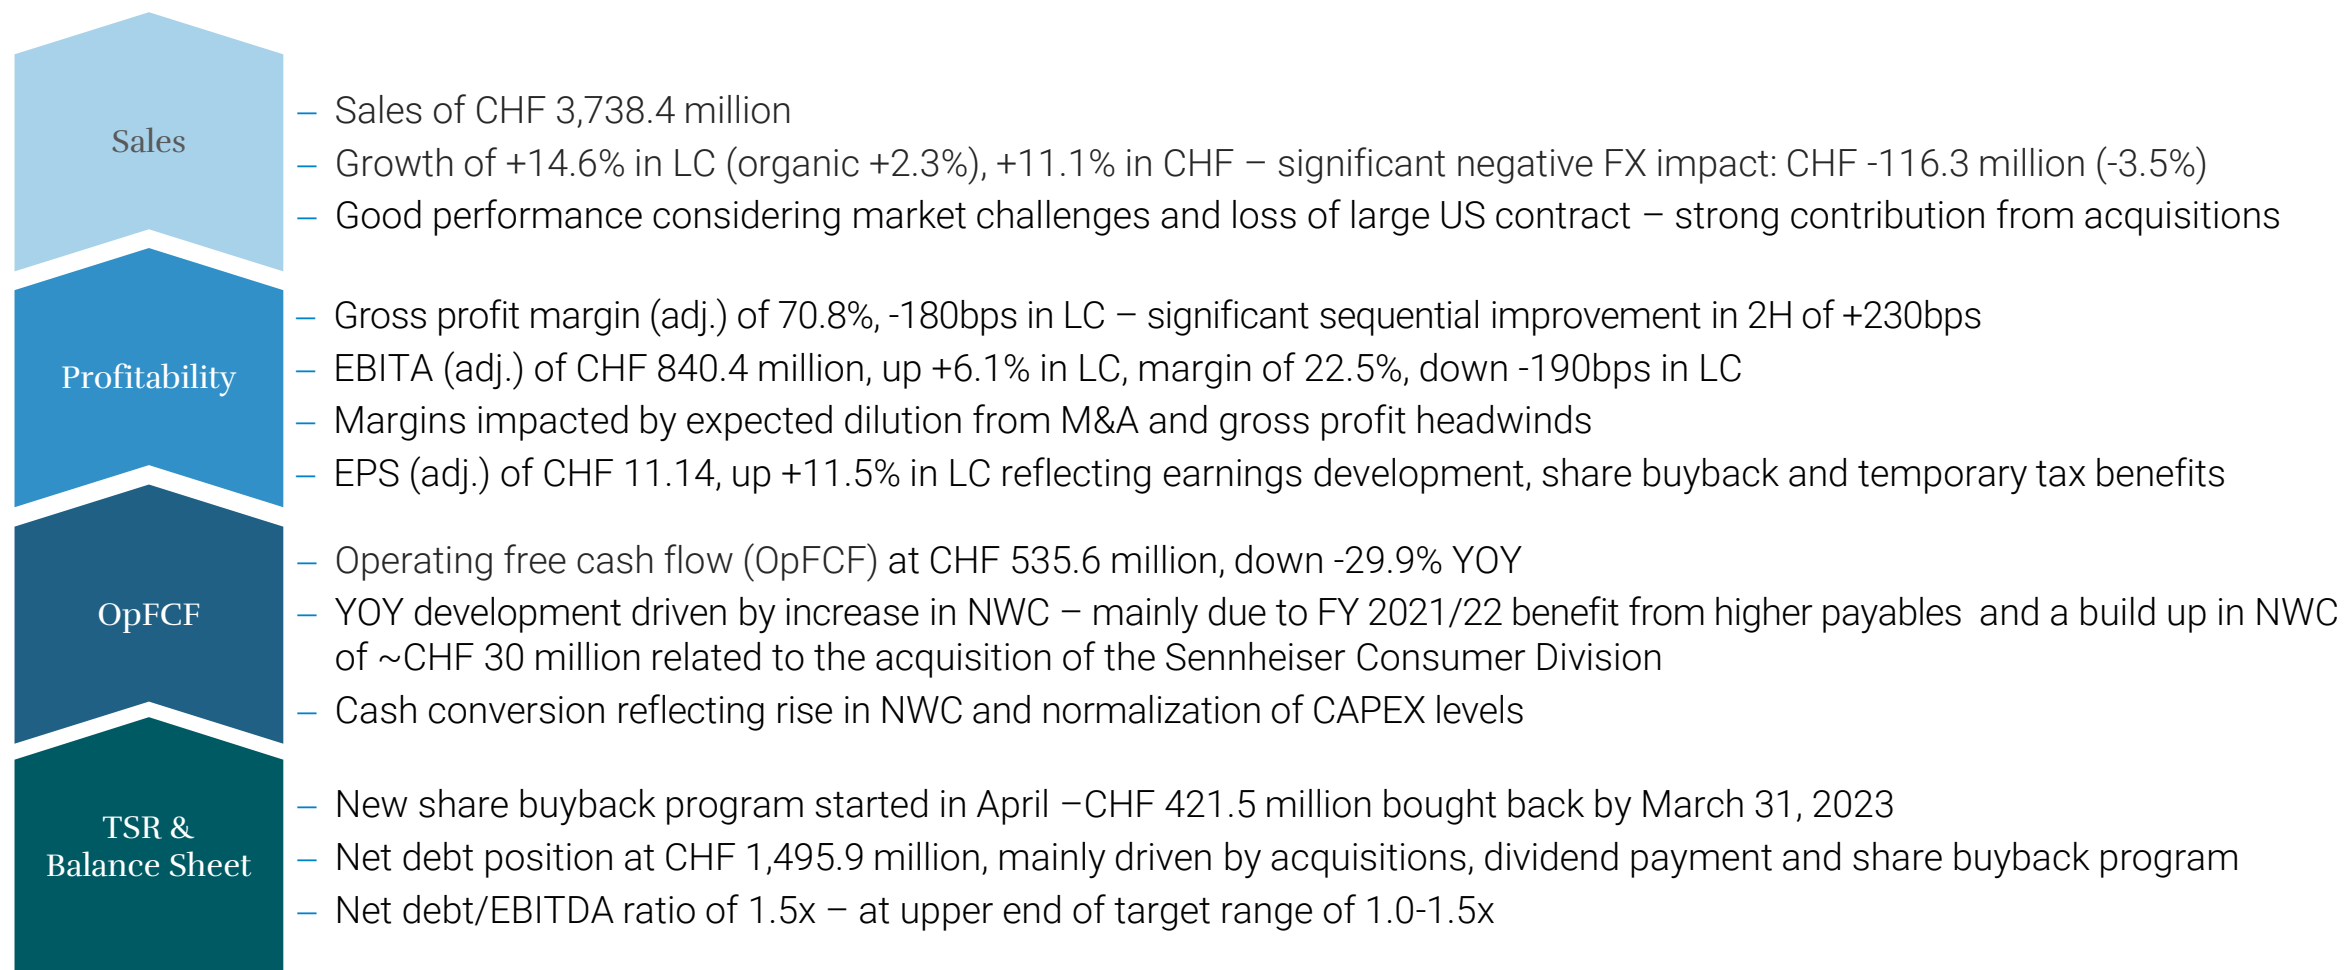 Sales
– Sales of CHF 3,738.4 million
– Growth of +14.6% in LC (organic +2.3%), +11.1% in CHF – significant negative FX impact: CHF -116.3 million (-3.5%)
– Good performance considering market challenges and loss of large US contract – strong contribution from acquisitions
Profitability
– Gross profit margin (adj.) of 70.8%, -180bps in LC – significant sequential improvement in 2H of +230bps
– EBITA (adj.) of CHF 840.4 million, up +6.1% in LC, margin of 22.5%, down -190bps in LC
– Margins impacted by expected dilution from M&A and gross profit headwinds
– EPS (adj.) of CHF 11.14, up +11.5% in LC reflecting earnings development, share buyback and temporary tax benefits
OpFCF
– Operating free cash flow (OpFCF) at CHF 535.6 million, down -29.9% YOY
– YOY development driven by increase in NWC – mainly due to FY 2021/22 benefit from higher payables  and a build up in NWC
of ~CHF 30 million related to the acquisition of the Sennheiser Consumer Division
– Cash conversion reflecting rise in NWC and normalization of CAPEX levels
TSR &
Balance Sheet
– New share buyback program started in April –CHF 421.5 million bought back by March 31, 2023
– Net debt position at CHF 1,495.9 million, mainly driven by acquisitions, dividend payment and share buyback program
– Net debt/EBITDA ratio of 1.5x – at upper end of target range of 1.0-1.5x